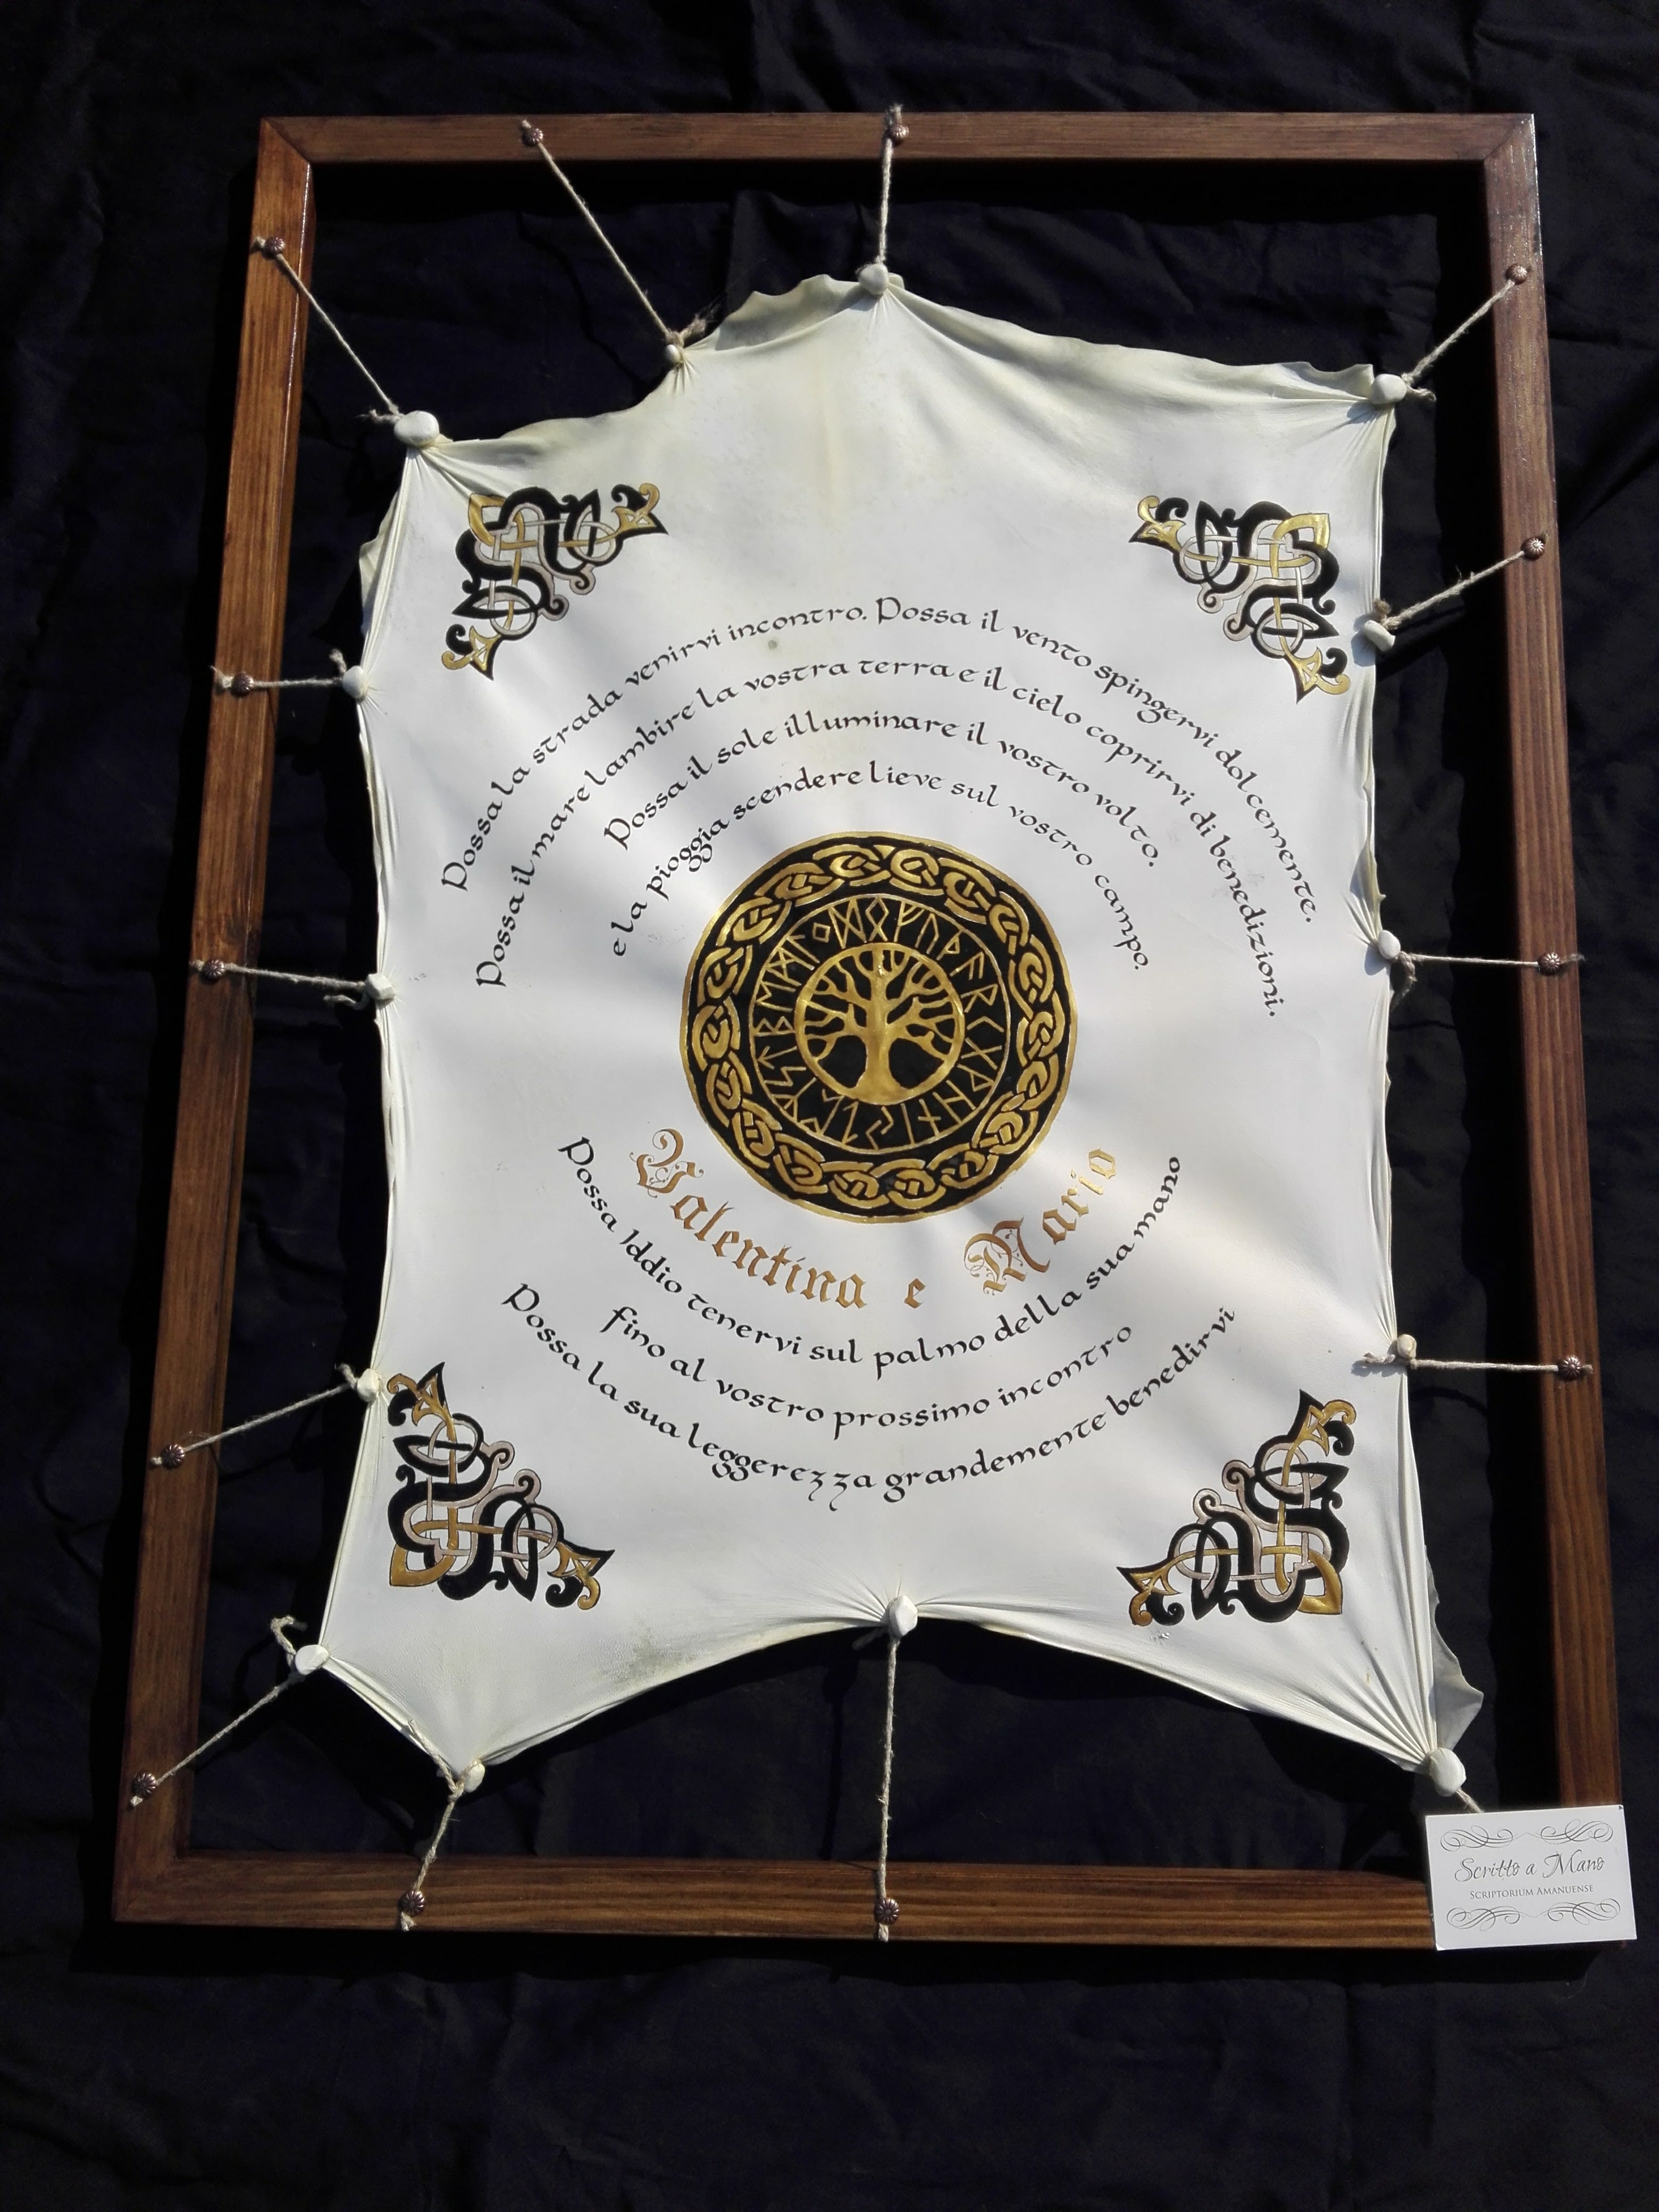 Possa la strada venirvi incontro. Possa il vento spingervi dolcemente.
Possa il mare lambire la vostra terra e il cielo coprirvi di benedizioni.
Possa il sole illuminare il vostro volto.
e la pioggia scendere lieve sul vostro campo.
Valentina e Mario
Possa Iddio tenervi sul palmo della sua mano
fino al vostro prossimo incontro
Possa la sua leggerezza grandemente benedirvi
Scritto a Mano
SCRIPTORIUM AMANUENSE